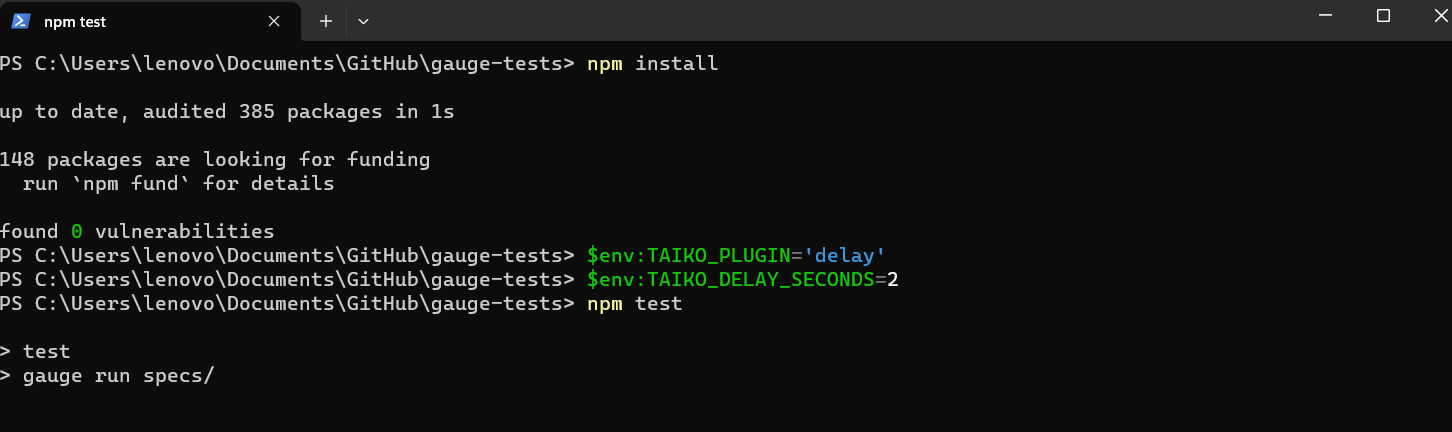 npm test
PS C:\Users\lenovo\Documents\GitHub\gauge-tests> npm install
up to date, audited 385 packages in 1s
148 packages are looking for funding
  run `npm fund` for details
found 0 vulnerabilities
PS C:\Users\lenovo\Documents\GitHub\gauge-tests> $env:TAIKO_PLUGIN='delay'
PS C:\Users\lenovo\Documents\GitHub\gauge-tests> $env:TAIKO_DELAY_SECONDS=2
PS C:\Users\lenovo\Documents\GitHub\gauge-tests> npm test
> test
> gauge run specs/